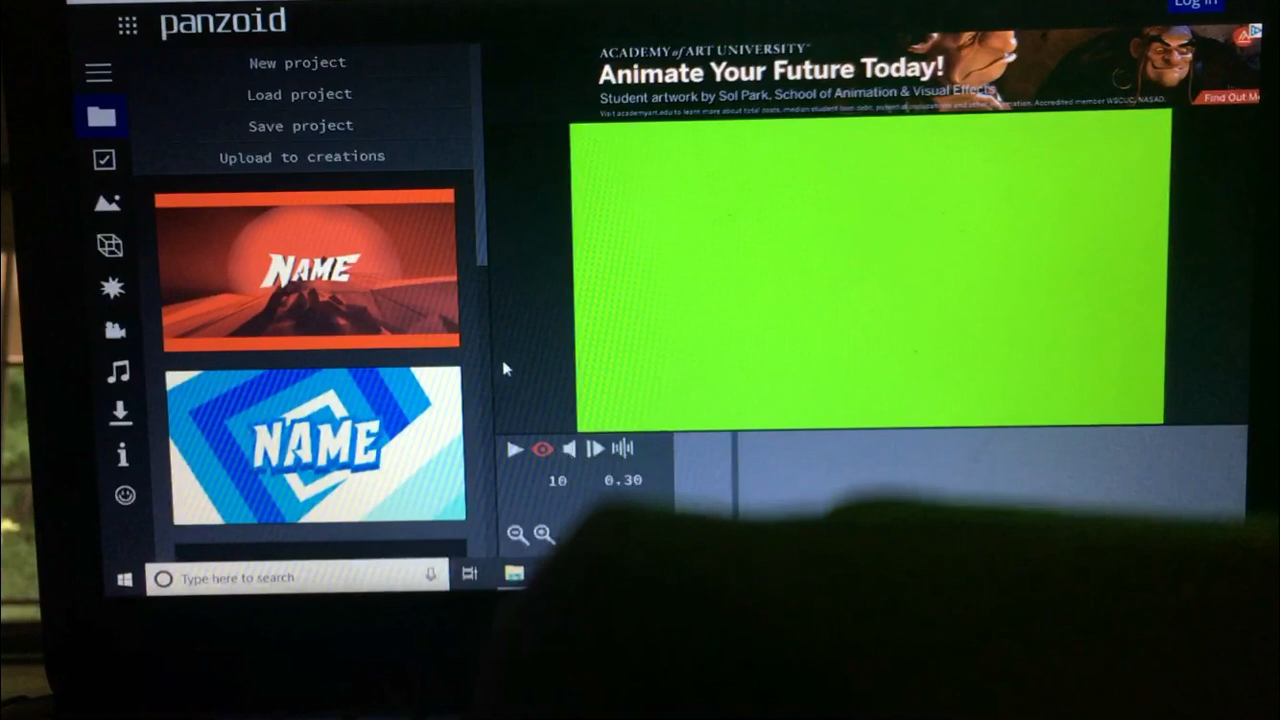 Log in
panzoid
New project
Load project
Save project
Upload to creations
ACADEMY of ART UNIVERSITY
Animate Your Future Today!
Student artwork by Sol Park, School of Animation & Visual Effects
Find Out M
NAME
NAME
10 0.30
Type here to search